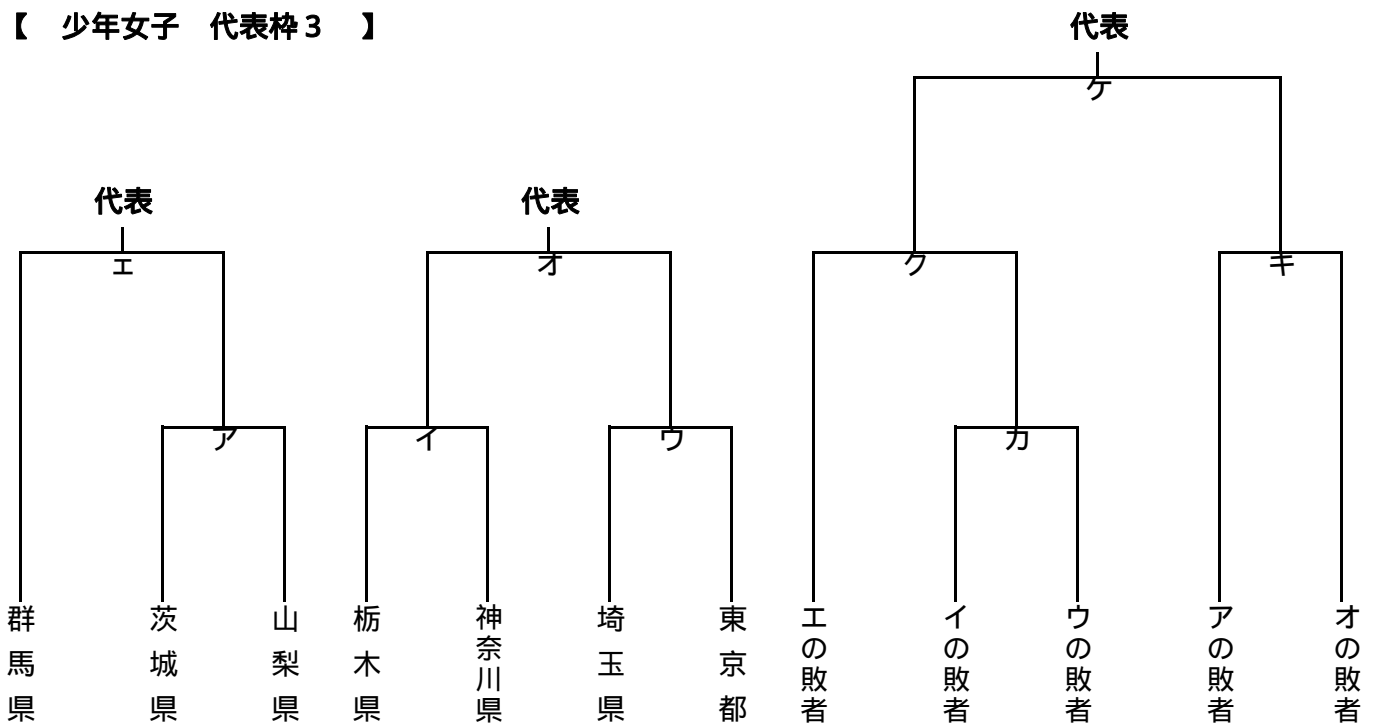 【　少年女子　代表枠３　】
代表
ケ
代表
代表
エ
オ
ク
キ
ア
イ
ウ
カ
群馬県
茨城県
山梨県
栃木県
神奈川県
埼玉県
東京都
エの敗者
イの敗者
ウの敗者
アの敗者
オの敗者